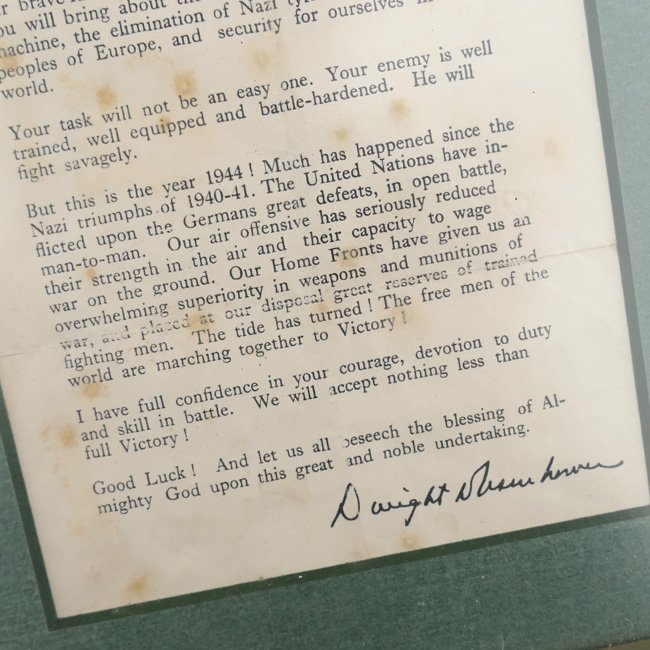 brave
ou will bring about the
machine, the elimination of Nazi
peoples of Europe, and security for ourselves
world.
Your task will not be an easy one. Your enemy is well
trained, well equipped and battle-hardened. He will
fight savagely.
But this is the year 1944 ! Much has happened since the
Nazi triumphs of 1940-41. The United Nations have in-
flicted upon the Germans great defeats, in open battle,
man-to-man. Our air offensive has seriously reduced
their strength in the air and their capacity to wage
war on the ground. Our Home Fronts have given us an
overwhelming superiority in weapons and munitions of
war, and placed at our disposal great reserves of trained
fighting men. The tide has turned ! The free men of the
world are marching together to Victory !
I have full confidence in your courage, devotion to duty
and skill in battle. We will accept nothing less than
full Victory !
Good Luck ! And let us all beseech the blessing of Al-
mighty God upon this great and noble undertaking.
Dwight D Eisenhower